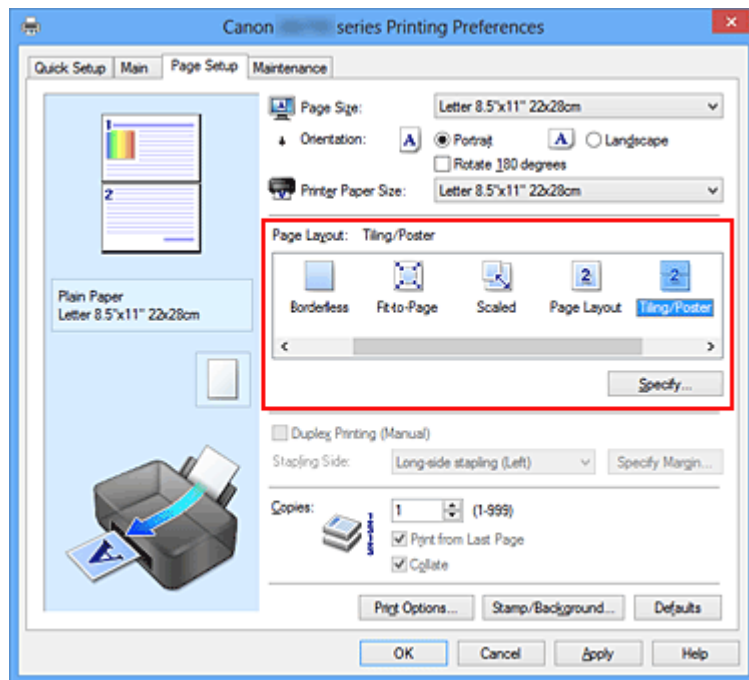 Canon series Printing Preferences
Quick Setup Main Page Setup Maintenance
Page Size: Letter 8.5"x11" 22x28cm
Orientation: A Portrait A Landscape
Rotate 180 degrees
Printer Paper Size: Letter 8.5"x11" 22x28cm
1
2
Plain Paper
Letter 8.5"x11" 22x28cm
Page Layout: Tiling/Poster
2 2
Borderless Fit-to-Page Scaled Page Layout Tiling/Poster
Specify...
Duplex Printing (Manual)
Stapling Side: Long-side stapling (Left) Specify Margin...
Copies: 1 (1-999)
Print from Last Page
Collate
A
Print Options... Stamp/Background... Defaults
OK Cancel Apply Help